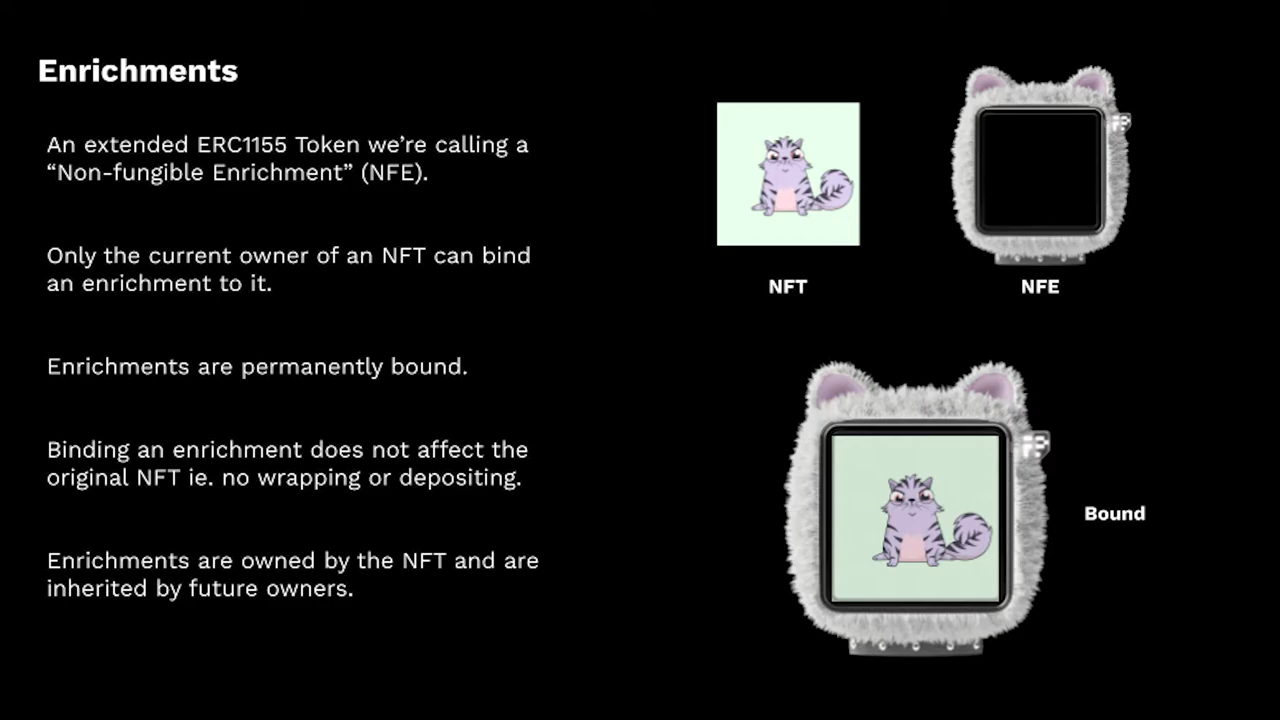 Enrichments
An extended ERC1155 Token we’re calling a
“Non-fungible Enrichment” (NFE).
Only the current owner of an NFT can bind
an enrichment to it.
Enrichments are permanently bound.
Binding an enrichment does not affect the
original NFT ie. no wrapping or depositing.
Enrichments are owned by the NFT and are
inherited by future owners.
NFT
NFE
Bound